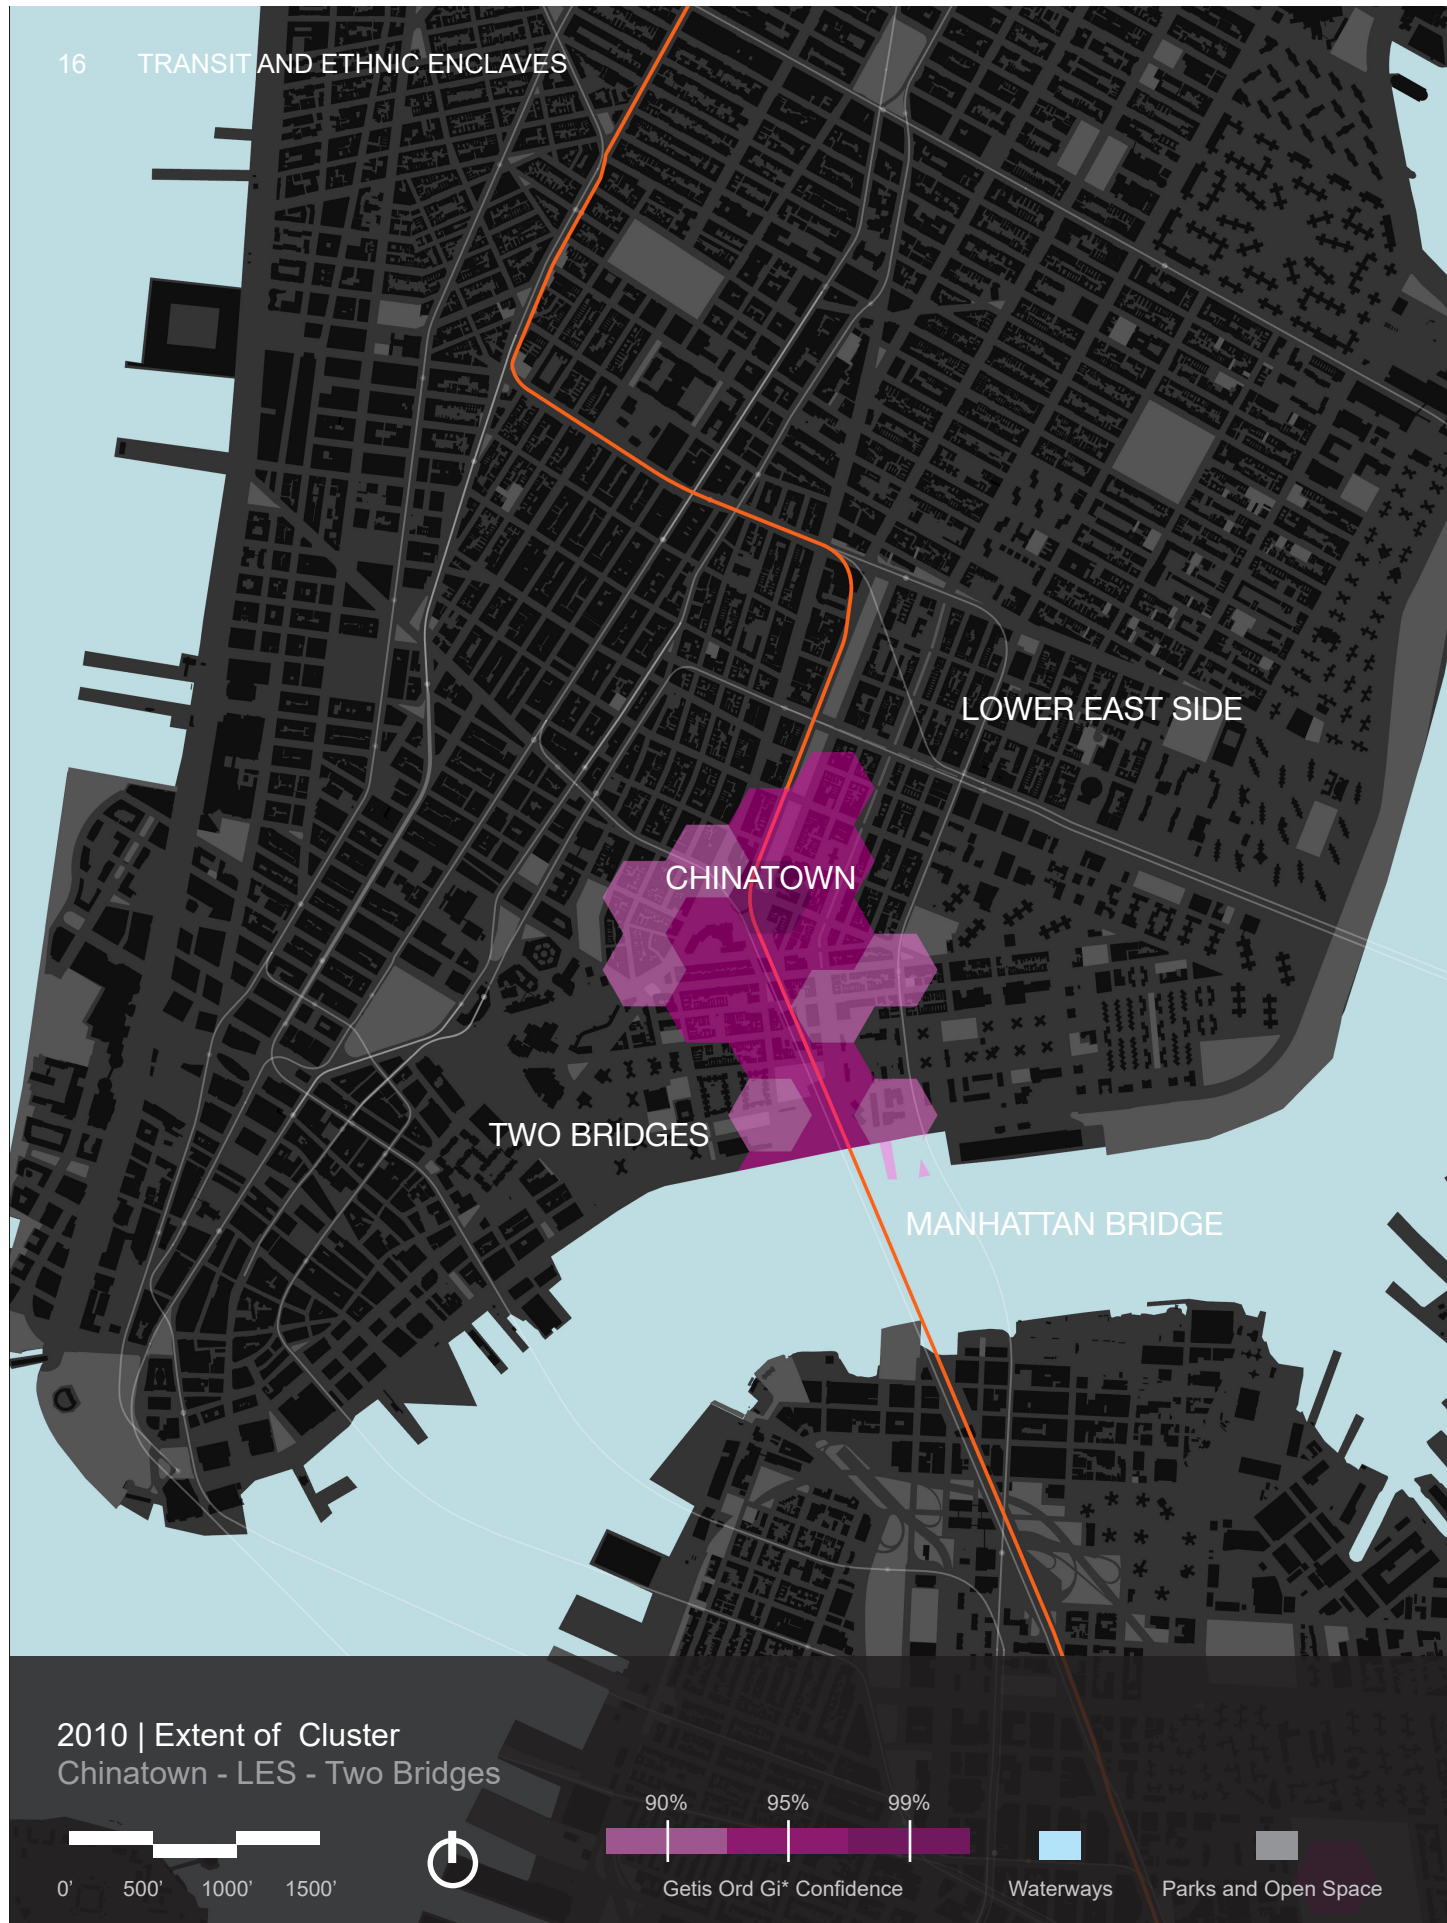 16 TRANSIT AND ETHNIC ENCLAVES
LOWER EAST SIDE
CHINATOWN
TWO BRIDGES
MANHATTAN BRIDGE
2010 | Extent of Cluster
Chinatown - LES - Two Bridges
90% 95% 99%
0’ 500’ 1000’ 1500’
Getis Ord Gi* Confidence
Waterways
Parks and Open Space